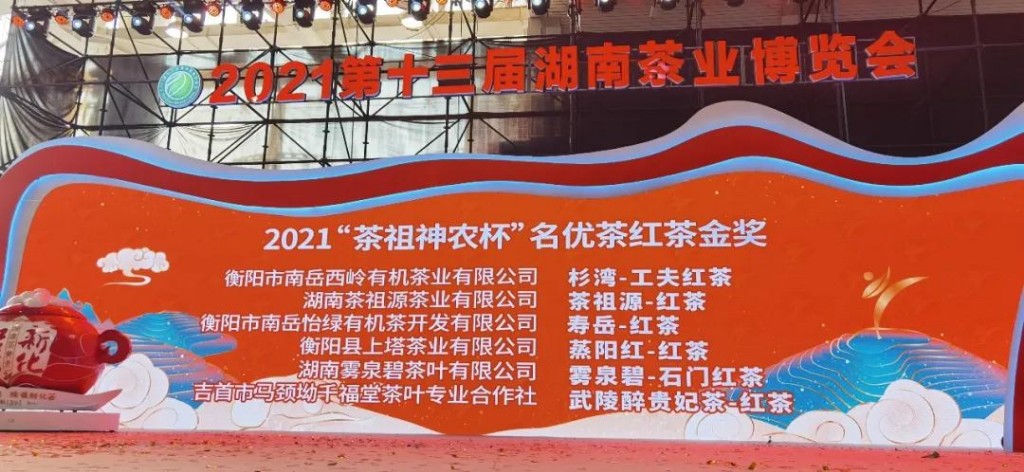 2021第十三届湖南茶业博览会
2021“茶祖神农杯”名优茶红茶金奖
衡阳市南岳西岭有机茶业有限公司 杉湾-工夫红茶
湖南茶祖源茶业有限公司 茶祖源-红茶
衡阳市南岳怡绿有机茶开发有限公司 寿岳-红茶
衡阳县上塔茶业有限公司 蒸阳红-红茶
湖南雾泉碧茶叶有限公司 雾泉碧-石门红茶
吉首市马颈坳千福堂茶叶专业合作社 武陵醉贵妃茶-红茶
新化